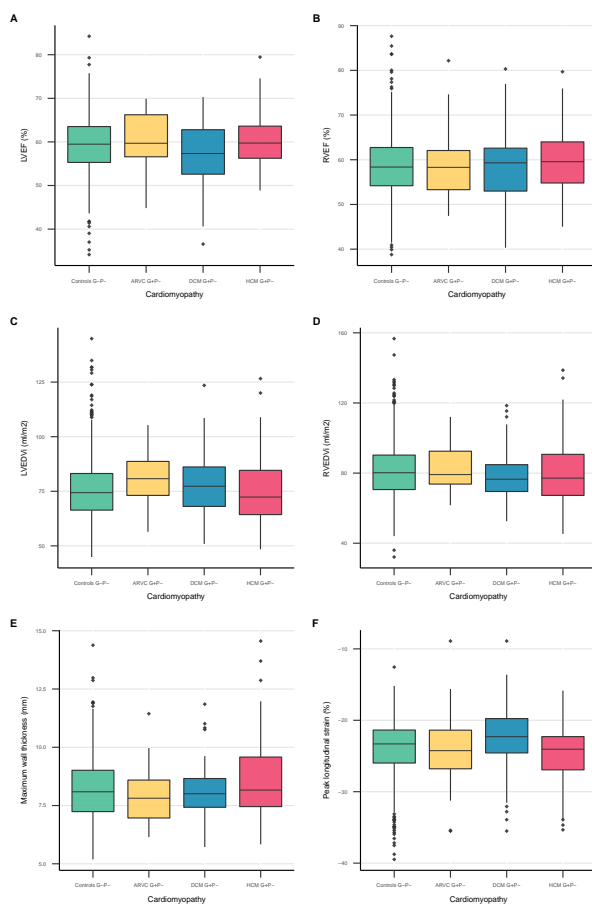 A
LVEF (%)
80
70
60
50
40
Controls G−P−
ARVC G+P−
DCM G+P−
HCM G+P−
Cardiomyopathy
B
RVEF (%)
90
80
70
60
50
40
Controls G−P−
ARVC G+P−
DCM G+P−
HCM G+P−
Cardiomyopathy
C
LVEDVi (ml/m2)
125
100
75
50
Controls G−P−
ARVC G+P−
DCM G+P−
HCM G+P−
Cardiomyopathy
D
RVEDVi (ml/m2)
160
120
80
40
Controls G−P−
ARVC G+P−
DCM G+P−
HCM G+P−
Cardiomyopathy
E
Maximum wall thickness (mm)
15.0
12.5
10.0
7.5
5.0
Controls G−P−
ARVC G+P−
DCM G+P−
HCM G+P−
Cardiomyopathy
F
Peak longitudinal strain (%)
−10
−20
−30
−40
Controls G−P−
ARVC G+P−
DCM G+P−
HCM G+P−
Cardiomyopathy